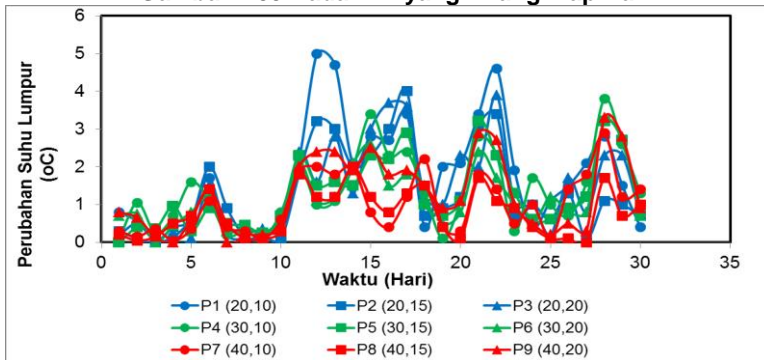 6
5
4
3
2
1
0
Perubahan Suhu Lumpur
(oC)
0 5 10 15 20 25 30 35
Waktu (Hari)
P1 (20,10) P2 (20,15) P3 (20,20)
P4 (30,10) P5 (30,15) P6 (30,20)
P7 (40,10) P8 (40,15) P9 (40,20)